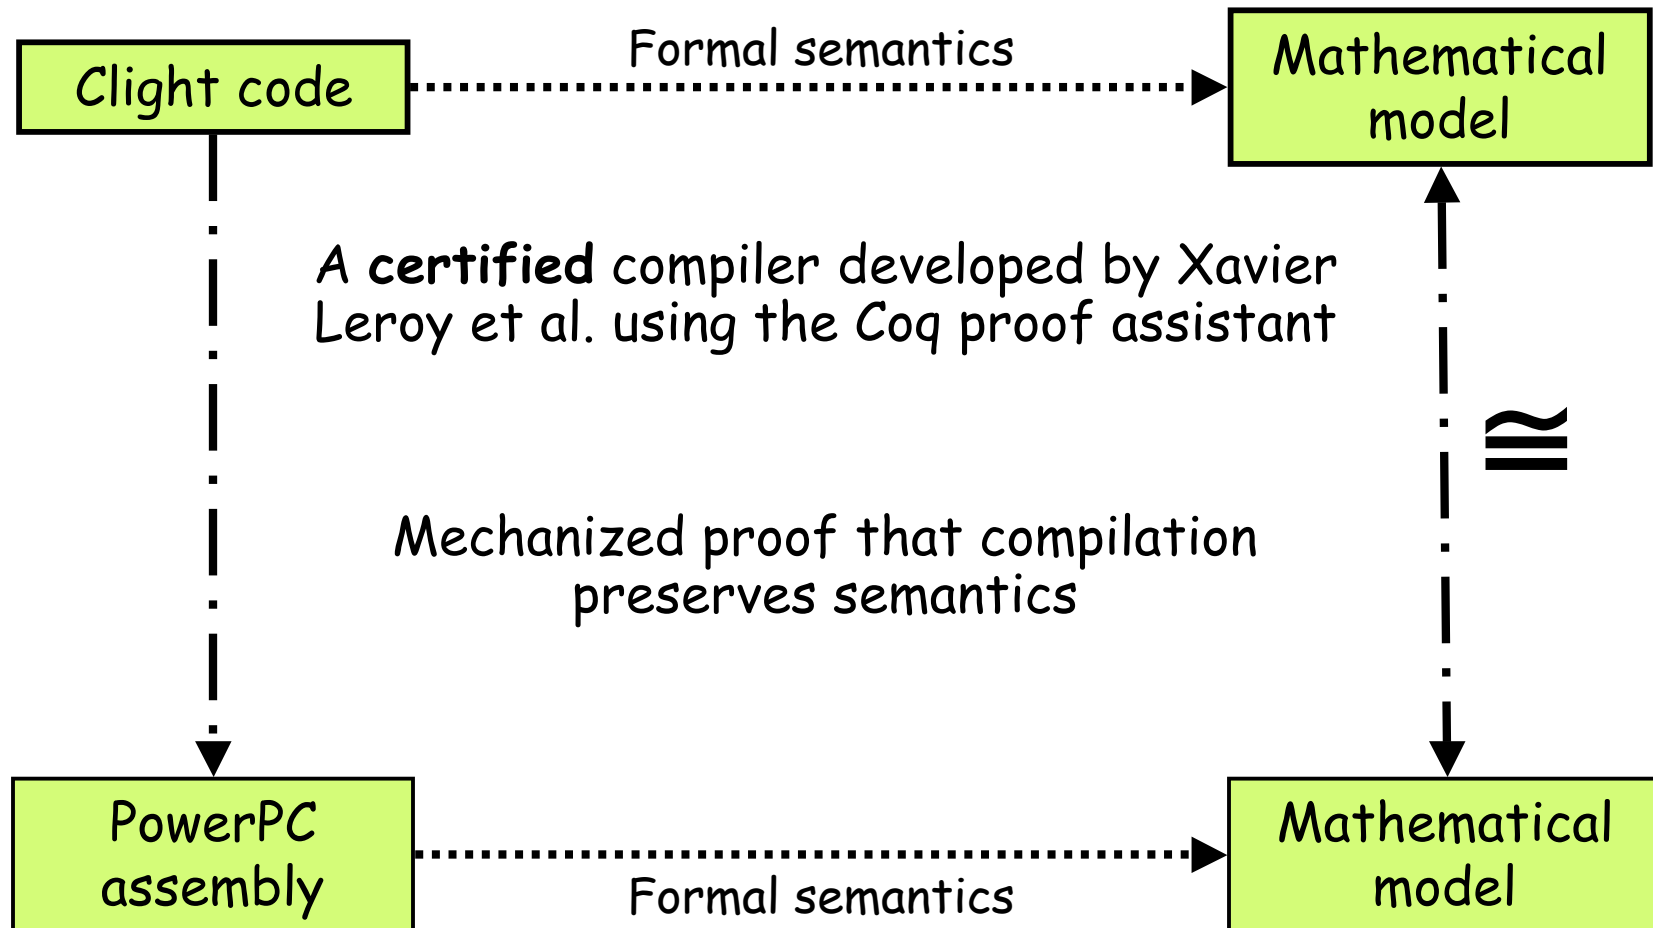 Formal semantics
Clight code
Mathematical
model
A certified compiler developed by Xavier
Leroy et al. using the Coq proof assistant
≅
Mechanized proof that compilation
preserves semantics
PowerPC
assembly
Mathematical
model
Formal semantics